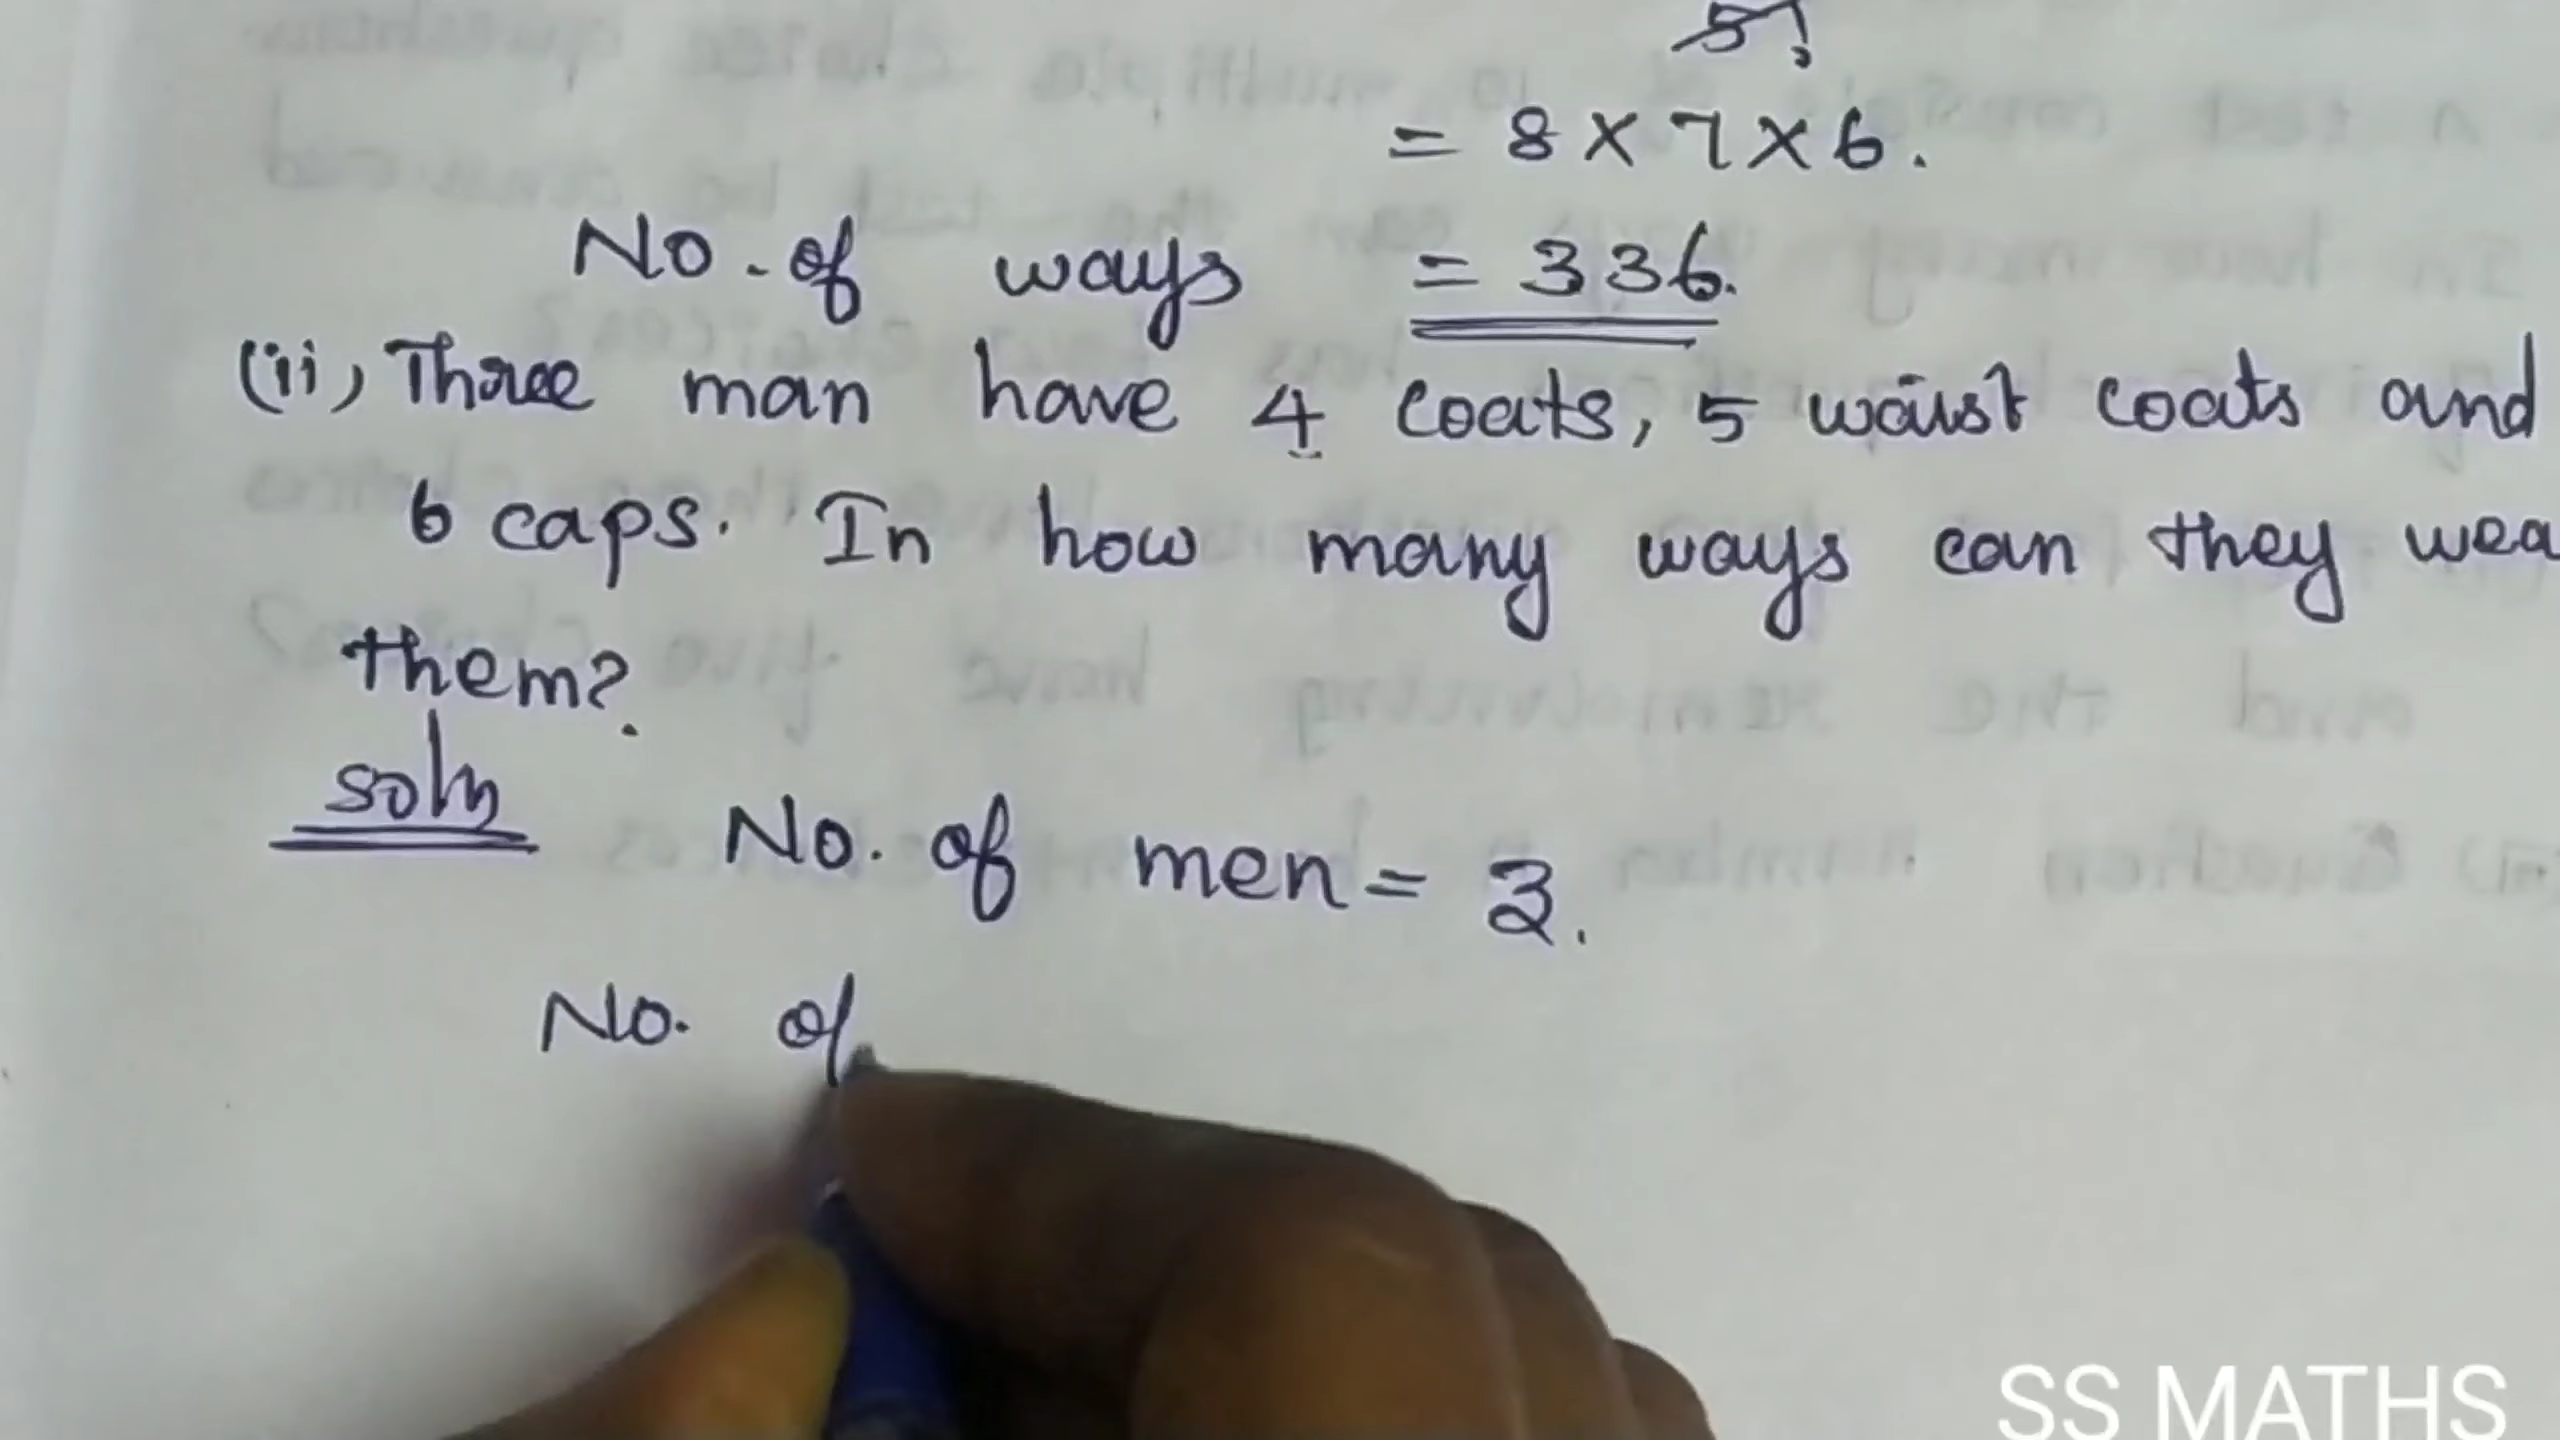 5!
= 8 × 7 × 6.
No. of ways = 336.
(ii) Three man have 4 coats, 5 waist coats and
6 caps. In how many ways can they wea
them?
soln No. of men = 3.
No. of
SS MATHS